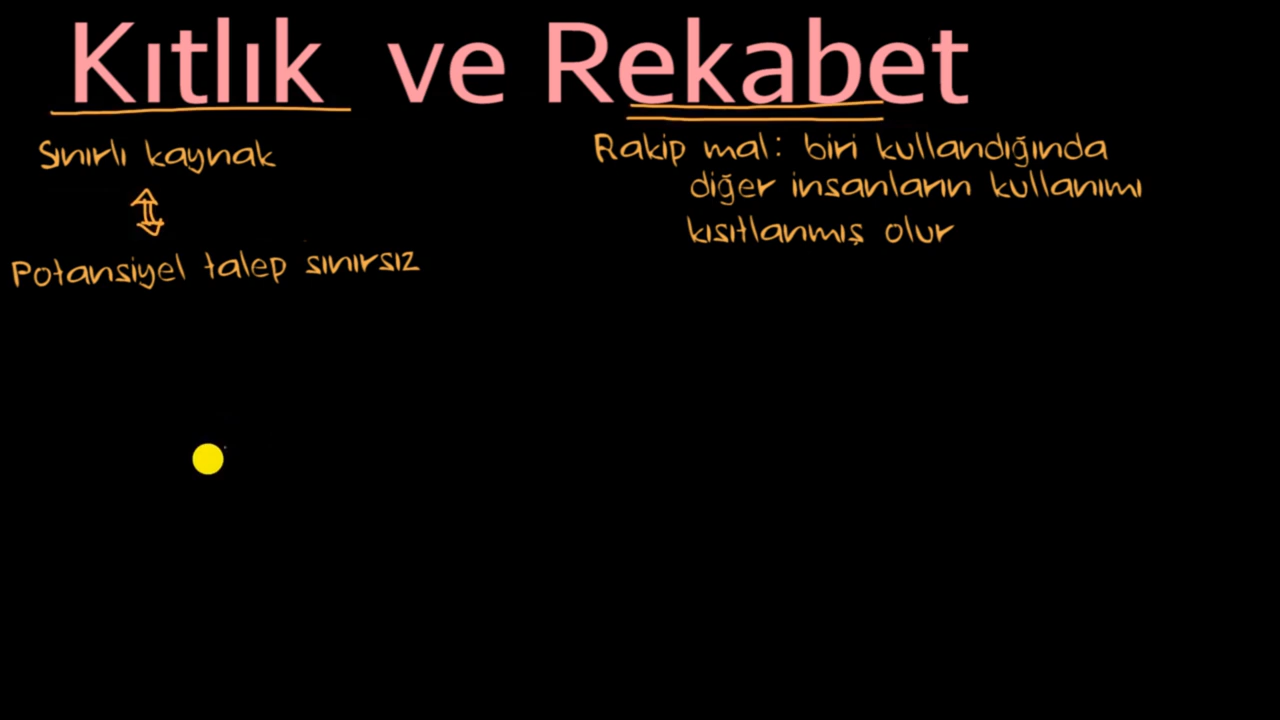 Kıtlık ve Rekabet
Sınırlı kaynak
Potansiyel talep sınırsız
Rakip mal: biri kullandığında
diğer insanların kullanımı
kısıtlanmış olur